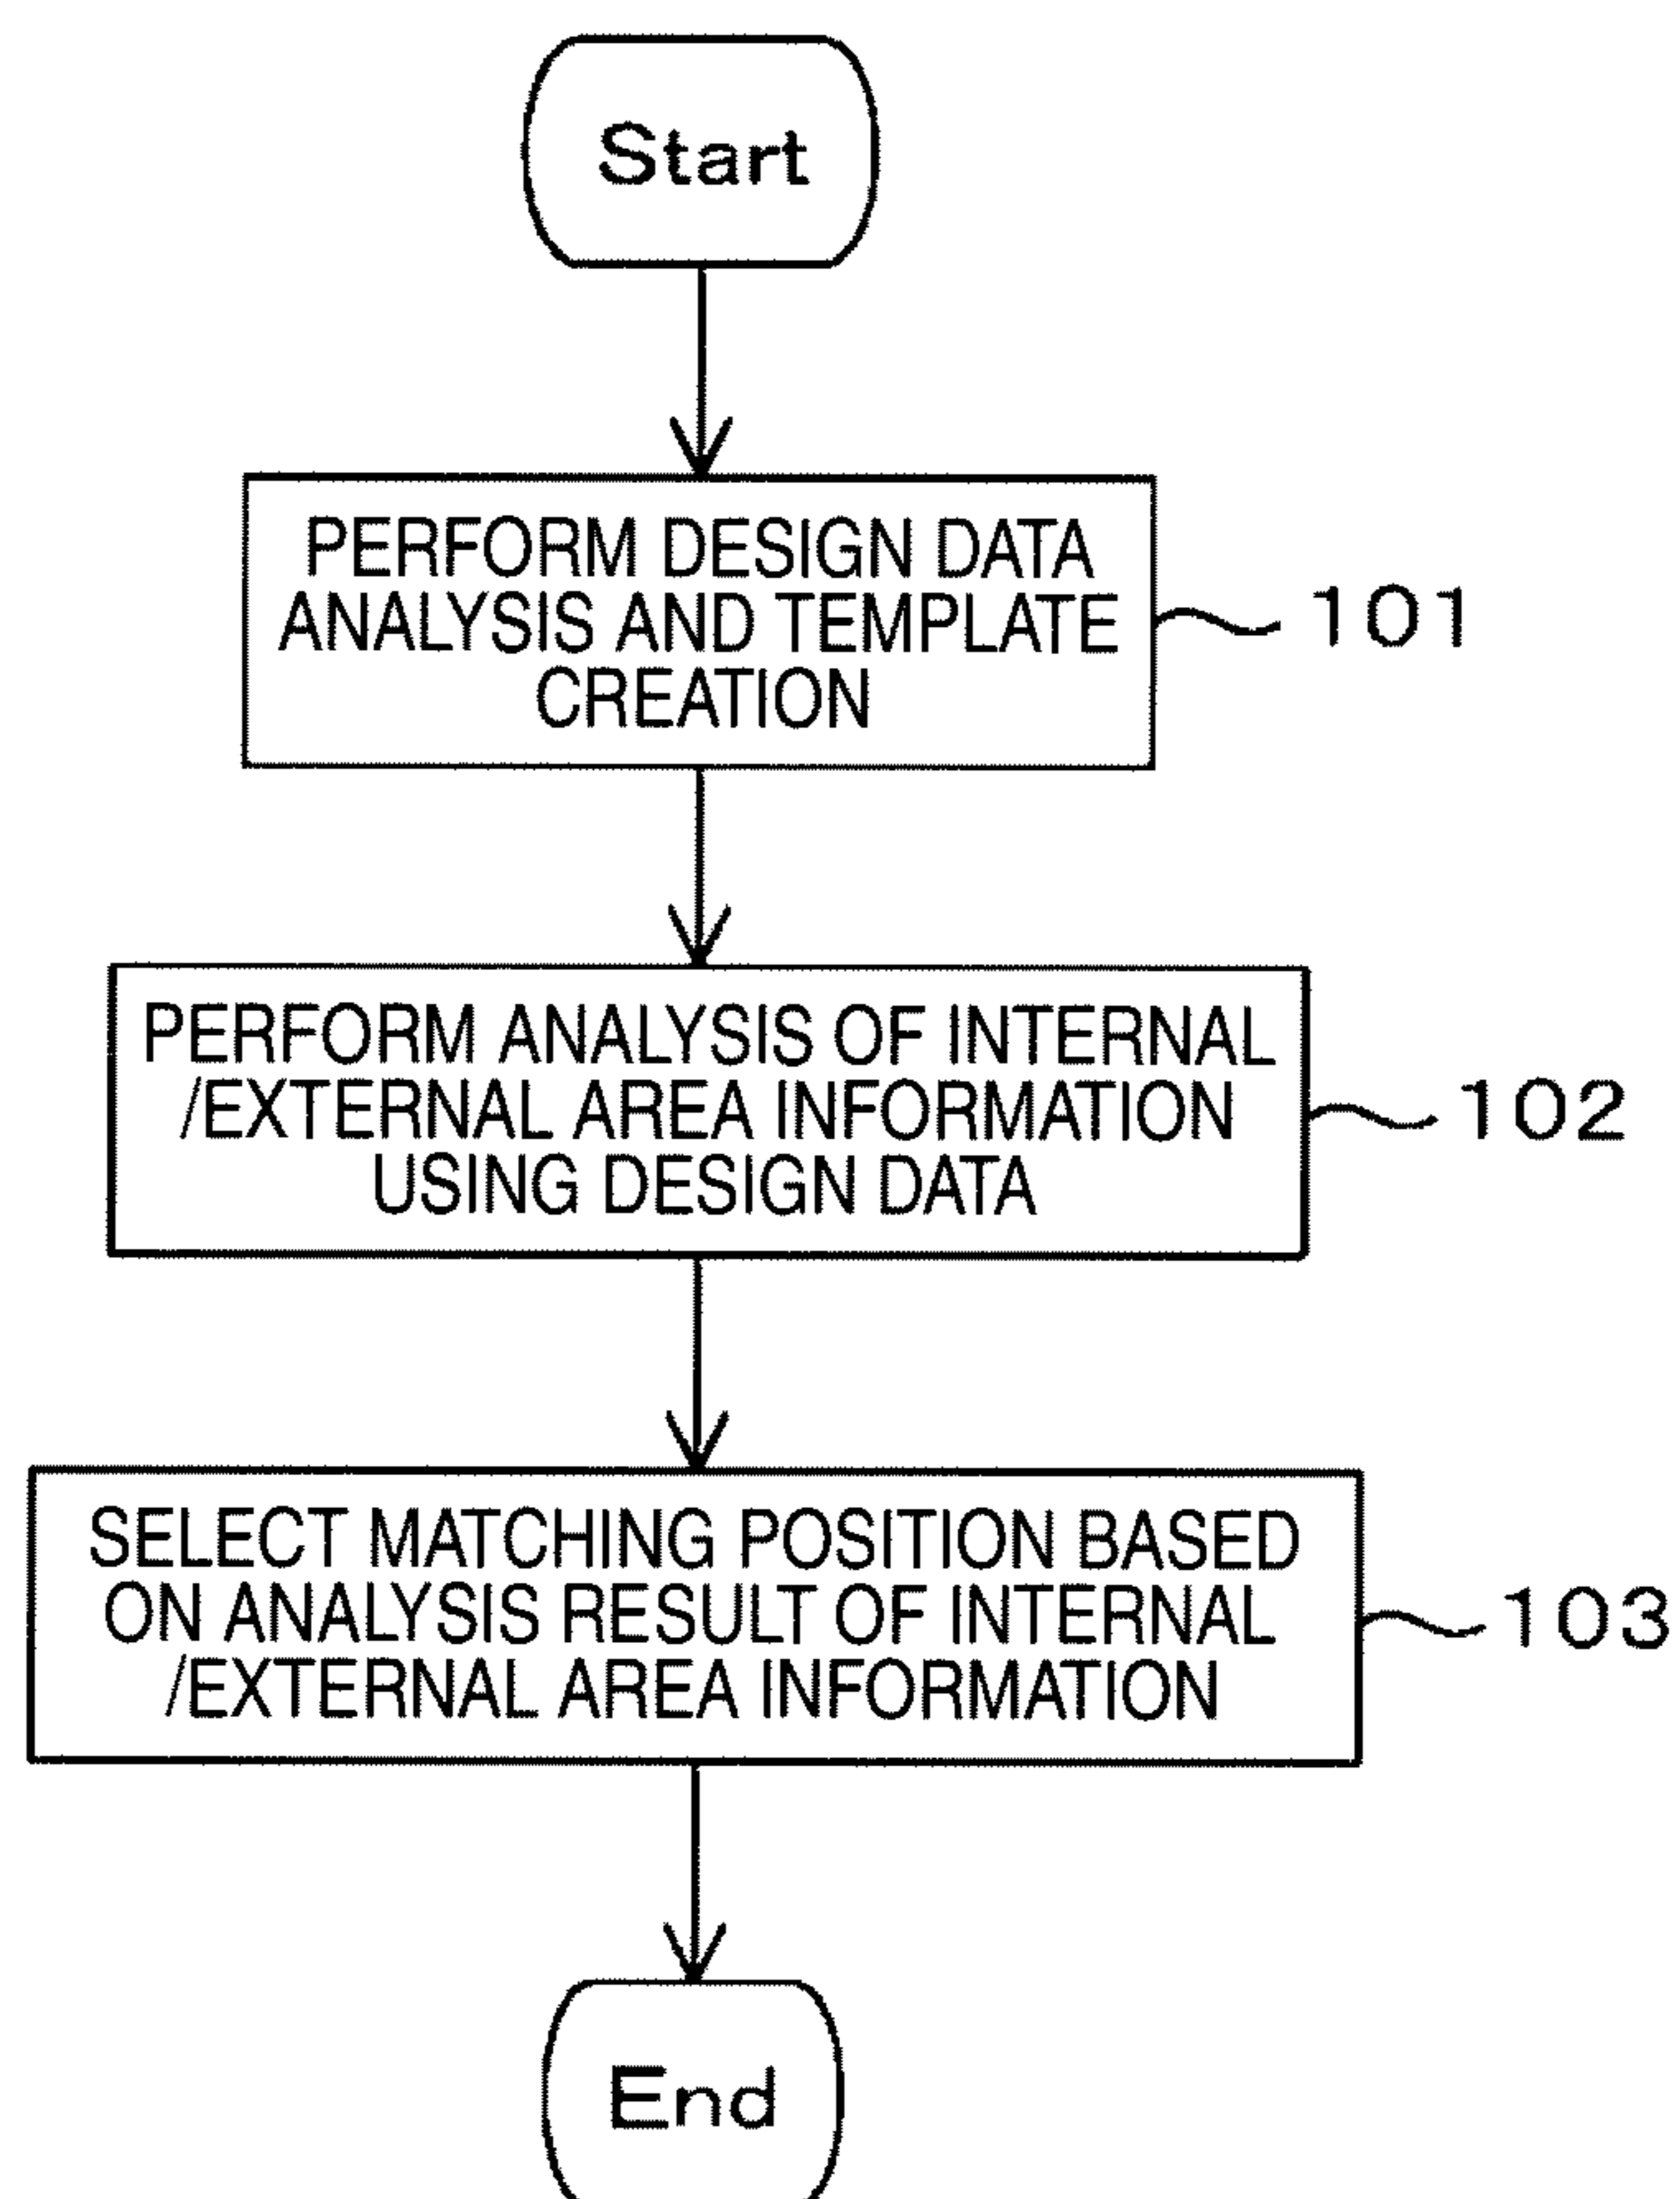 Start
PERFORM DESIGN DATA
ANALYSIS AND TEMPLATE
CREATION
101
PERFORM ANALYSIS OF INTERNAL
/EXTERNAL AREA INFORMATION
USING DESIGN DATA
102
SELECT MATCHING POSITION BASED
ON ANALYSIS RESULT OF INTERNAL
/EXTERNAL AREA INFORMATION
103
End